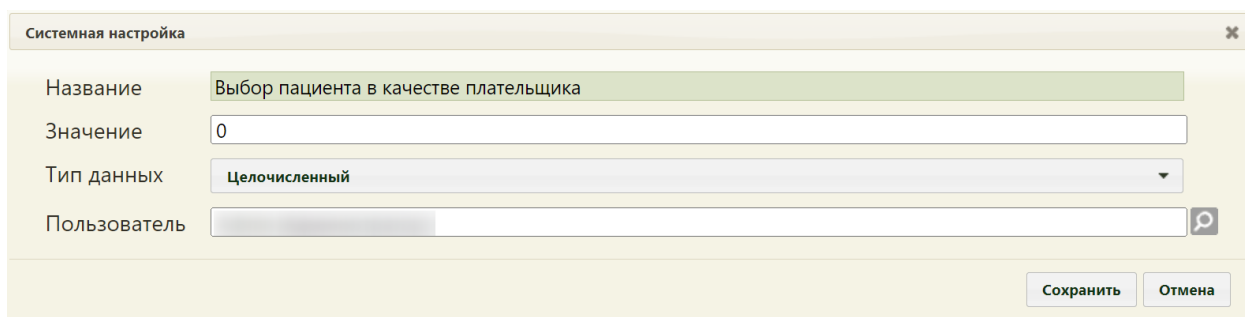 Системная настройка
Название Выбор пациента в качестве плательщика
Значение 0
Тип данных Целочисленный
Пользователь
Сохранить Отмена